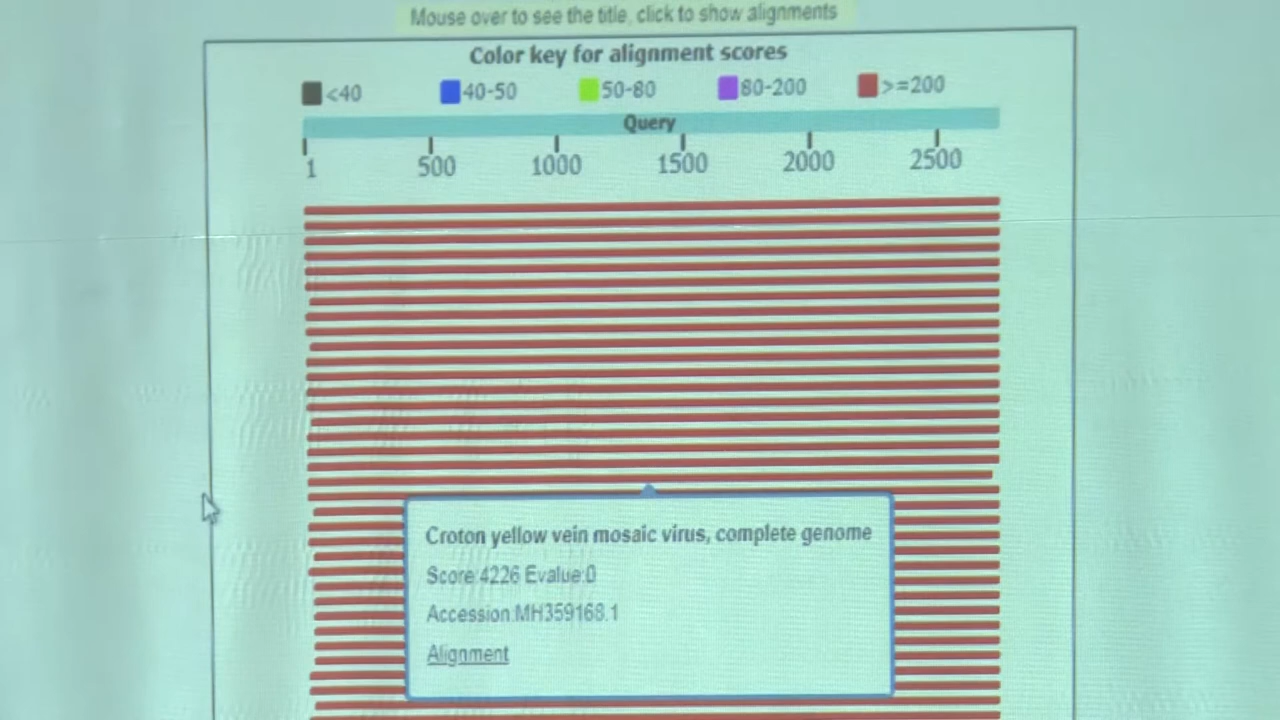 Mouse over to see the title, click to show alignments
Color key for alignment scores
<40 40-50 50-80 80-200 >=200
Query
1 500 1000 1500 2000 2500
Croton yellow vein mosaic virus, complete genome
Score:4226 Evalue:0
Accession:MH359168.1
Alignment